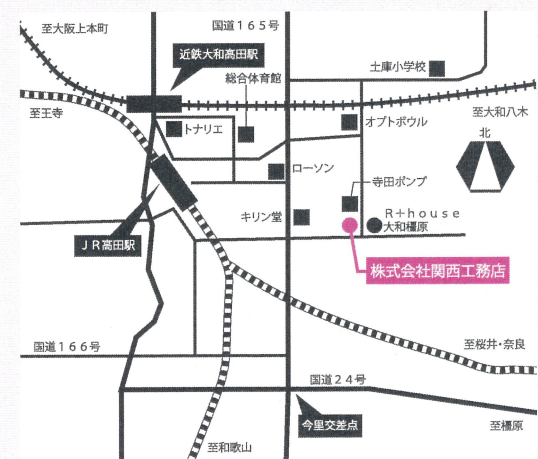 至大阪上本町
国道165号
近鉄大和高田駅
土庫小学校
総合体育館
至大和八木
至王寺
トナリエ
オプトボウル
北
ローソン
寺田ポンプ
キリン堂
R+house
大和橿原
JR高田駅
株式会社関西工務店
至桜井・奈良
国道166号
国道24号
今里交差点
至橿原
至和歌山